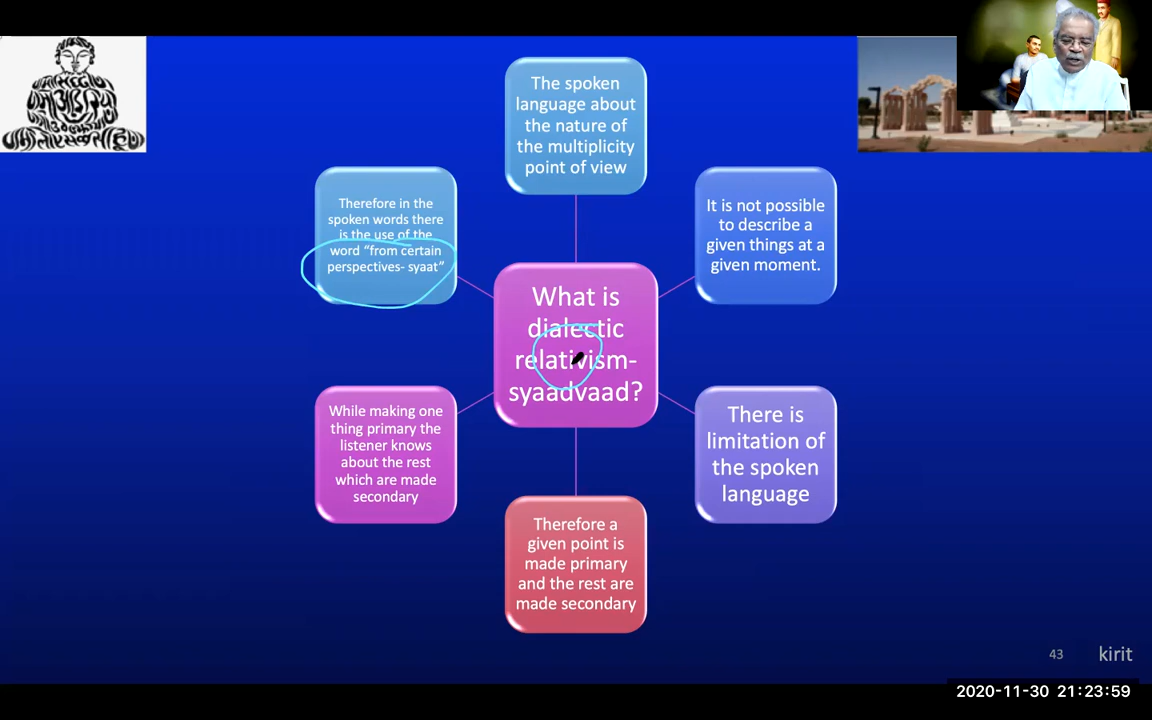 The spoken
language about
the nature of
the multiplicity
point of view
It is not possible
to describe a
given things at a
given moment.
There is
limitation of
the spoken
language
Therefore a
given point is
made primary
and the rest are
made secondary
While making one
thing primary the
listener knows
about the rest
which are made
secondary
Therefore in the
spoken words there
is the use of the
word “from certain
perspectives- syaat”
What is
dialectic
relativism-
syaadvaad?
43
kirit
2020-11-30 21:23:59